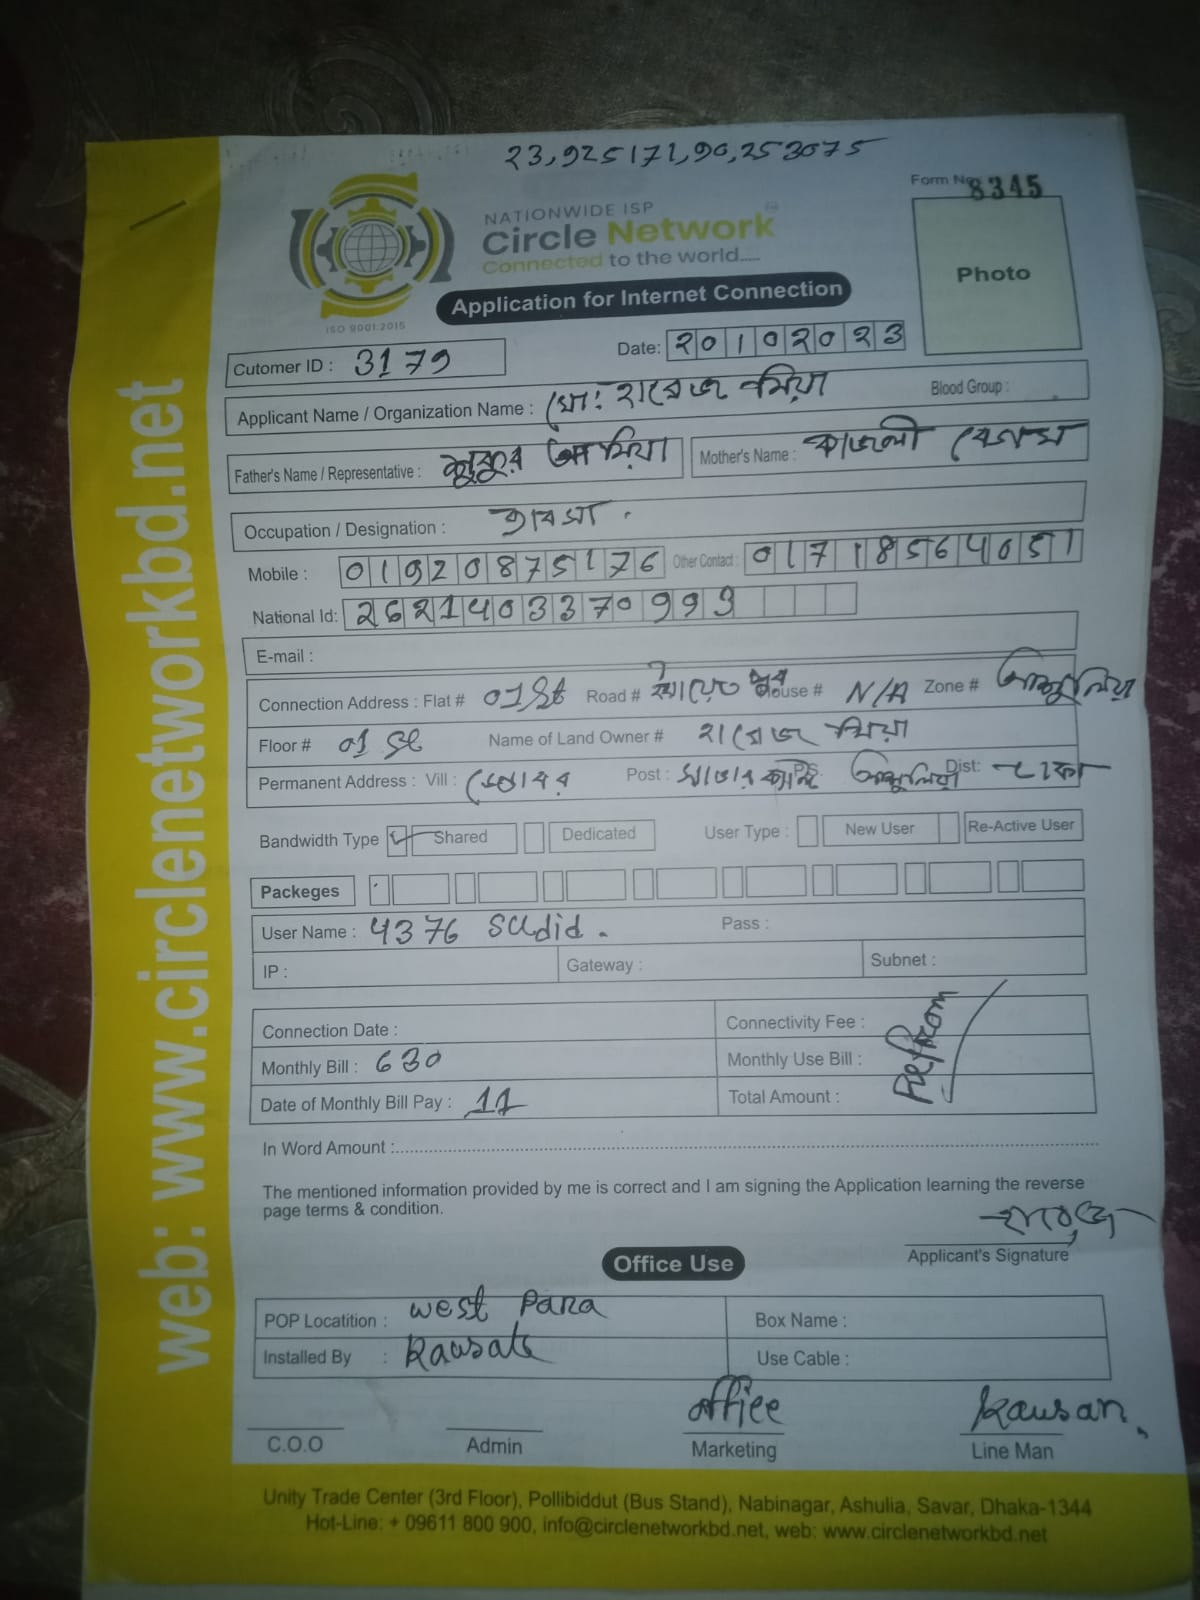 23,925171,90,253075
Form No 8345
NATIONWIDE ISP
Circle Network
Connected to the world.....
ISO 9001:2015
Photo
Application for Internet Connection
Cutomer ID : 3179
Date: 20102023
Applicant Name / Organization Name : মো: হারেজ মিয়া
Blood Group :
Father's Name / Representative : মিয়া
Mother's Name : কাজলী বেগম
Occupation / Designation : ব্যবসা .
Mobile : 01920875176 Other Contact : 01718564051
National Id: 2621403370999
E-mail :
Connection Address : Flat # 01St Road # House # N/A Zone # আশুলিয়া
Floor # 01 St Name of Land Owner # হারেজ মিয়া
Permanent Address : Vill : Post : সাভার ক্যান্ট P.S. আশুলিয়া Dist: ঢাকা
Bandwidth Type ✓ Shared Dedicated User Type : New User Re-Active User
Packeges
User Name : 4376 Sudid . Pass :
IP : Gateway : Subnet :
Connection Date : Connectivity Fee :
Monthly Bill : 630 Monthly Use Bill :
Date of Monthly Bill Pay : 11 Total Amount :
In Word Amount :
The mentioned information provided by me is correct and I am signing the Application learning the reverse
page terms & condition.
হারেজ
Applicant's Signature
Office Use
POP Locatition : West Para Box Name :
Installed By : Use Cable :
office Kausar
C.O.O Admin Marketing Line Man
Unity Trade Center (3rd Floor), Pollibiddut (Bus Stand), Nabinagar, Ashulia, Savar, Dhaka-1344
Hot-Line: + 09611 800 900, info@circlenetworkbd.net, web: www.circlenetworkbd.net
web: www.circlenetworkbd.net